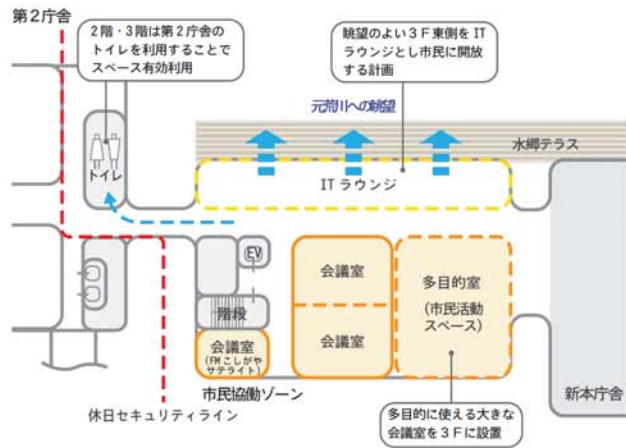 第2庁舎
2階・3階は第2庁舎の
トイレを利用することで
スペース有効利用
眺望のよい3F東側をIT
ラウンジとし市民に開放
する計画
元荒川への眺望
水郷テラス
トイレ
ITラウンジ
EV
階段
会議室
(FMこしがや
サテライト)
会議室
会議室
多目的室
(市民活動
スペース)
市民協働ゾーン
新本庁舎
休日セキュリティライン
多目的に使える大きな
会議室を3Fに設置